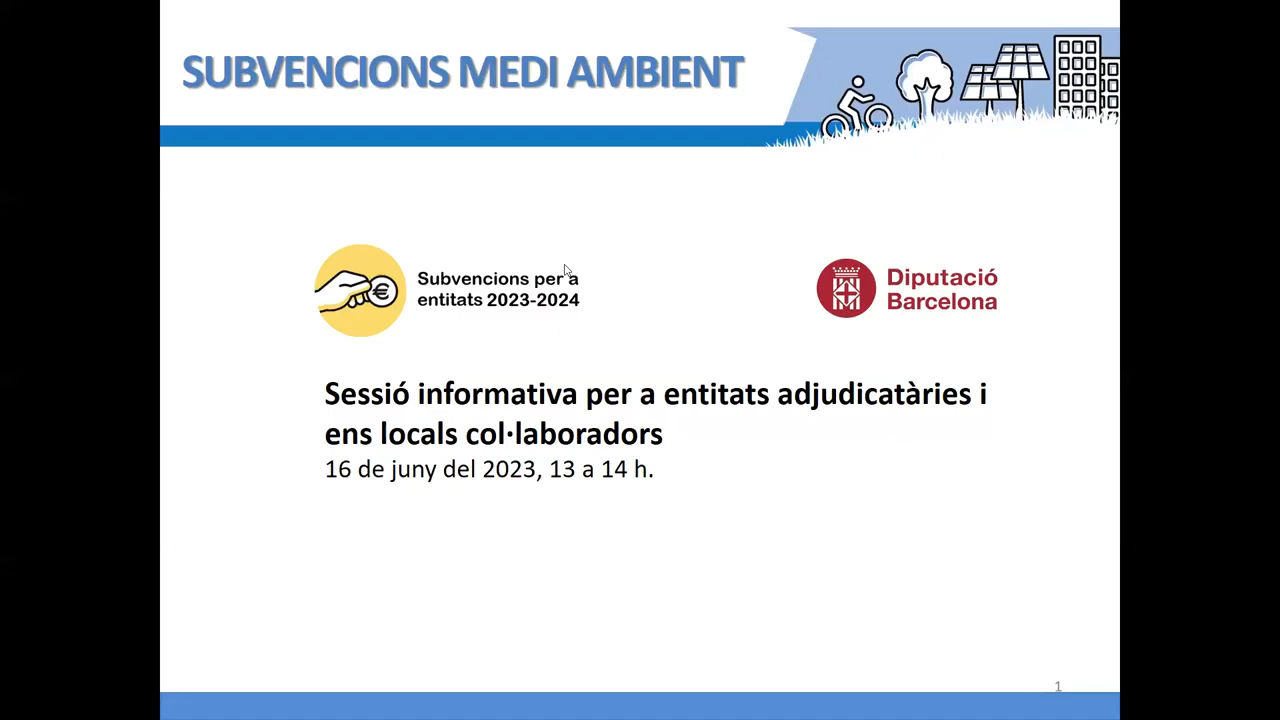 SUBVENCIONS MEDI AMBIENT
Subvencions per a
entitats 2023-2024
Diputació
Barcelona
Sessió informativa per a entitats adjudicatàries i
ens locals col·laboradors
16 de juny del 2023, 13 a 14 h.
1